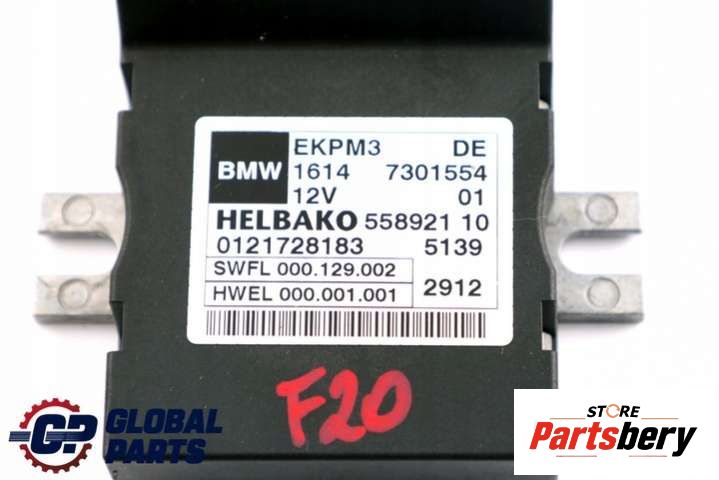 BMW EKPM3 DE
1614 7301554
12V 01
HELBAKO 558921 10
0121728183 5139
SWFL 000.129.002
HWEL 000.001.001 2912
F20
GP GLOBAL
PARTS
STORE
Partsbery